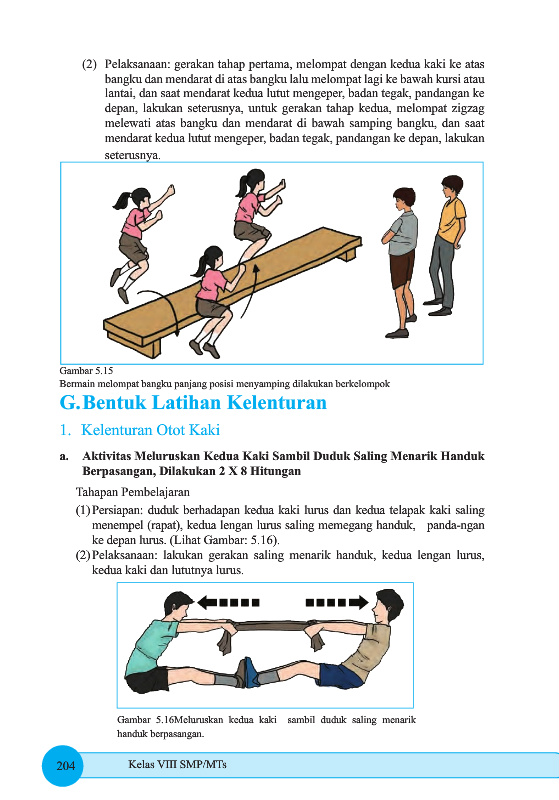 (2) Pelaksanaan: gerakan tahap pertama, melompat dengan kedua kaki ke atas
bangku dan mendarat di atas bangku lalu melompat lagi ke bawah kursi atau
lantai, dan saat mendarat kedua lutut mengeper, badan tegak, pandangan ke
depan, lakukan seterusnya, untuk gerakan tahap kedua, melompat zigzag
melewati atas bangku dan mendarat di bawah samping bangku, dan saat
mendarat kedua lutut mengeper, badan tegak, pandangan ke depan, lakukan
seterusnya.
Gambar 5.15
Bermain melompat bangku panjang posisi menyamping dilakukan berkelompok
G.Bentuk Latihan Kelenturan
1. Kelenturan Otot Kaki
a. Aktivitas Meluruskan Kedua Kaki Sambil Duduk Saling Menarik Handuk
Berpasangan, Dilakukan 2 X 8 Hitungan
Tahapan Pembelajaran
(1) Persiapan: duduk berhadapan kedua kaki lurus dan kedua telapak kaki saling
menempel (rapat), kedua lengan lurus saling memegang handuk, panda-ngan
ke depan lurus. (Lihat Gambar: 5.16).
(2) Pelaksanaan: lakukan gerakan saling menarik handuk, kedua lengan lurus,
kedua kaki dan lututnya lurus.
Gambar 5.16Meluruskan kedua kaki sambil duduk saling menarik
handuk berpasangan.
204 Kelas VIII SMP/MTs